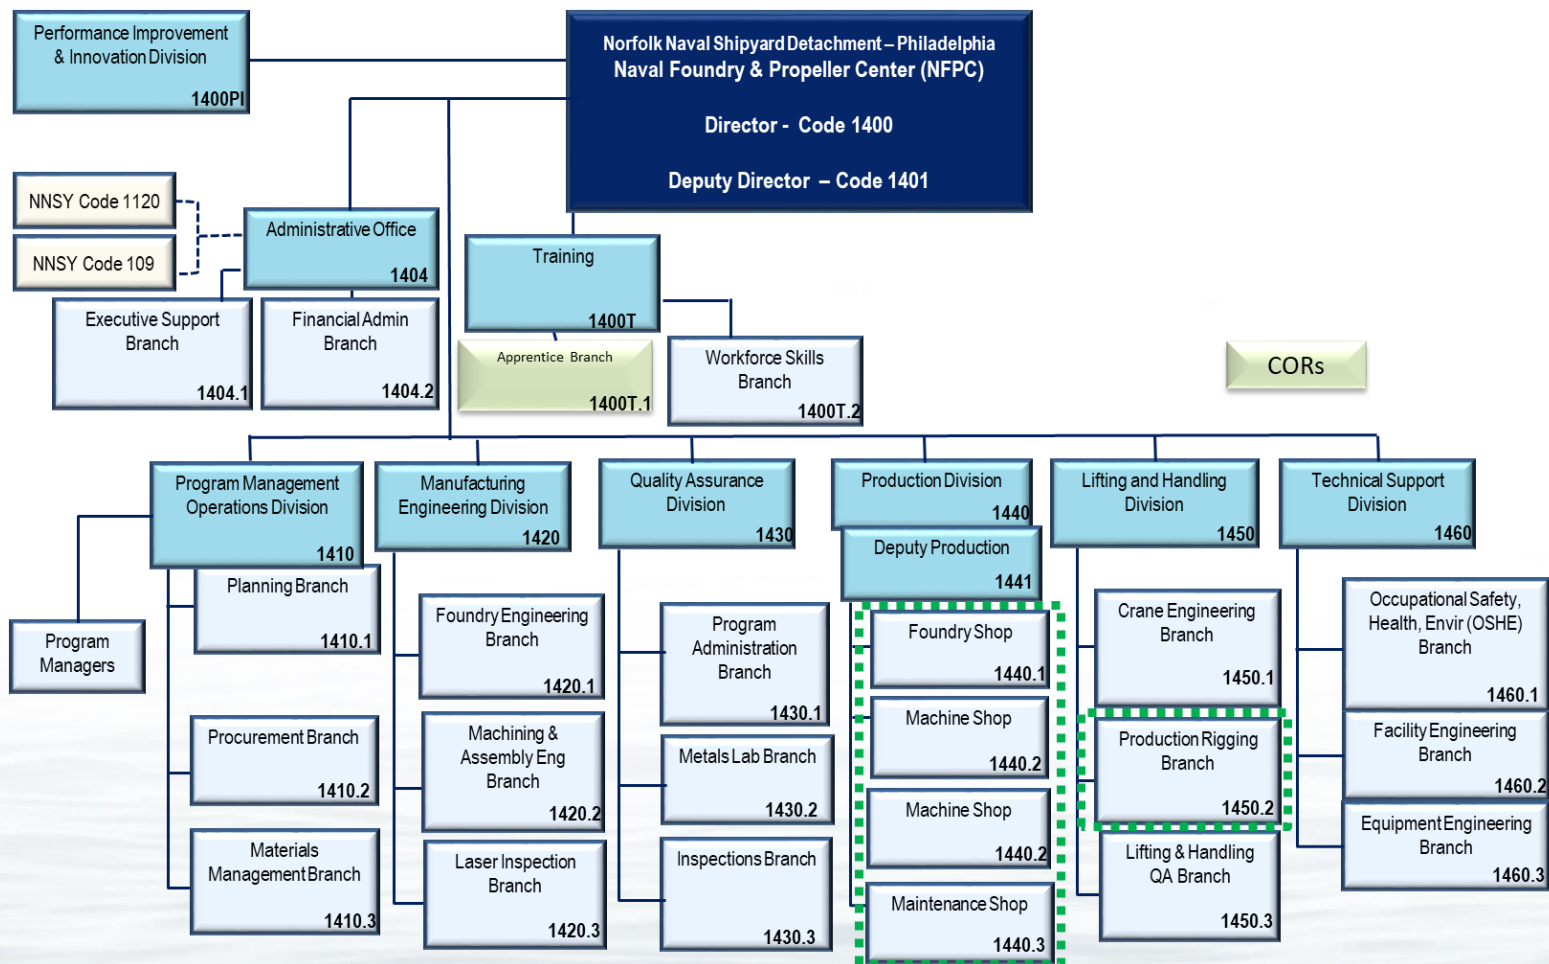 Performance Improvement
& Innovation Division
1400PI
Norfolk Naval Shipyard Detachment – Philadelphia
Naval Foundry & Propeller Center (NFPC)
Director - Code 1400
Deputy Director – Code 1401
NNSY Code 1120
NNSY Code 109
Administrative Office
1404
Training
1400T
Executive Support
Branch
1404.1
Financial Admin
Branch
1404.2
Apprentice Branch
1400T.1
Workforce Skills
Branch
1400T.2
CORs
Program Management
Operations Division
1410
Manufacturing
Engineering Division
1420
Quality Assurance
Division
1430
Production Division
1440
Deputy Production
1441
Lifting and Handling
Division
1450
Technical Support
Division
1460
Program
Managers
Planning Branch
1410.1
Procurement Branch
1410.2
Materials
Management Branch
1410.3
Foundry Engineering
Branch
1420.1
Machining &
Assembly Eng
Branch
1420.2
Laser Inspection
Branch
1420.3
Program
Administration
Branch
1430.1
Metals Lab Branch
1430.2
Inspections Branch
1430.3
Foundry Shop
1440.1
Machine Shop
1440.2
Machine Shop
1440.2
Maintenance Shop
1440.3
Crane Engineering
Branch
1450.1
Production Rigging
Branch
1450.2
Lifting & Handling
QA Branch
1450.3
Occupational Safety,
Health, Envir (OSHE)
Branch
1460.1
Facility Engineering
Branch
1460.2
Equipment Engineering
Branch
1460.3